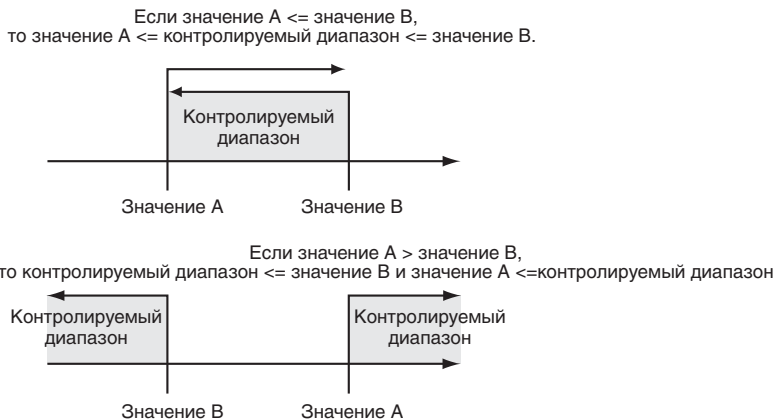 Если значение A <= значение B,
то значение A <= контролируемый диапазон <= значение B.
Контролируемый
диапазон
Значение A Значение B
Если значение A > значение B,
то контролируемый диапазон <= значение B и значение A <=контролируемый диапазон
Контролируемый Контролируемый
диапазон диапазон
Значение B Значение A